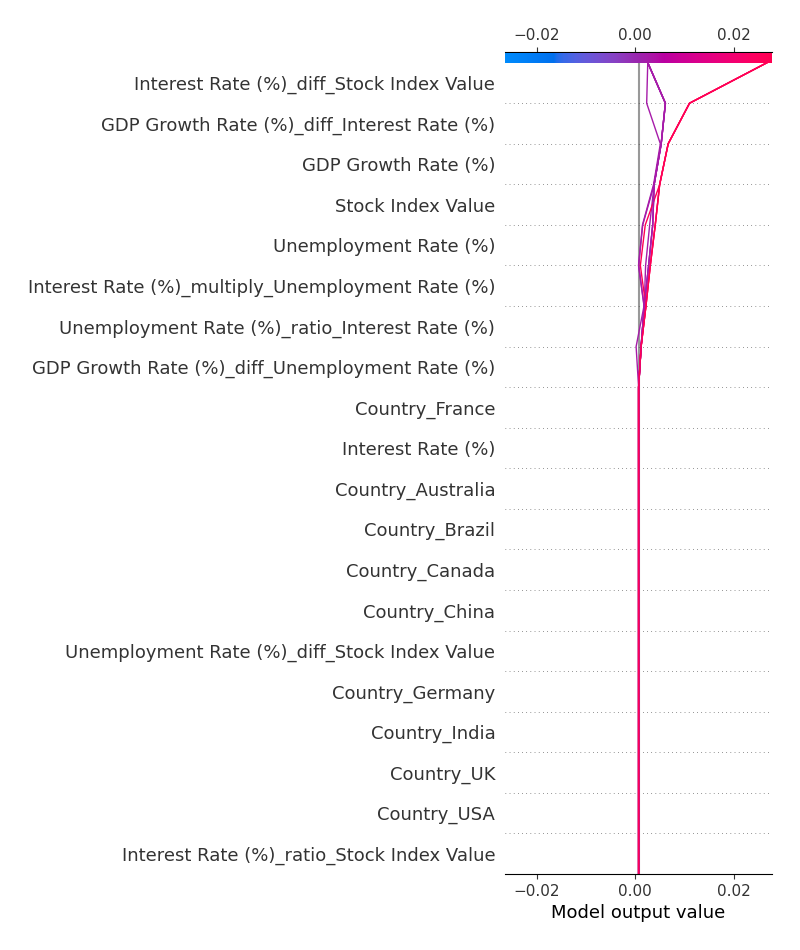 −0.02 0.00 0.02
Interest Rate (%)_diff_Stock Index Value
GDP Growth Rate (%)_diff_Interest Rate (%)
GDP Growth Rate (%)
Stock Index Value
Unemployment Rate (%)
Interest Rate (%)_multiply_Unemployment Rate (%)
Unemployment Rate (%)_ratio_Interest Rate (%)
GDP Growth Rate (%)_diff_Unemployment Rate (%)
Country_France
Interest Rate (%)
Country_Australia
Country_Brazil
Country_Canada
Country_China
Unemployment Rate (%)_diff_Stock Index Value
Country_Germany
Country_India
Country_UK
Country_USA
Interest Rate (%)_ratio_Stock Index Value
−0.02 0.00 0.02
Model output value